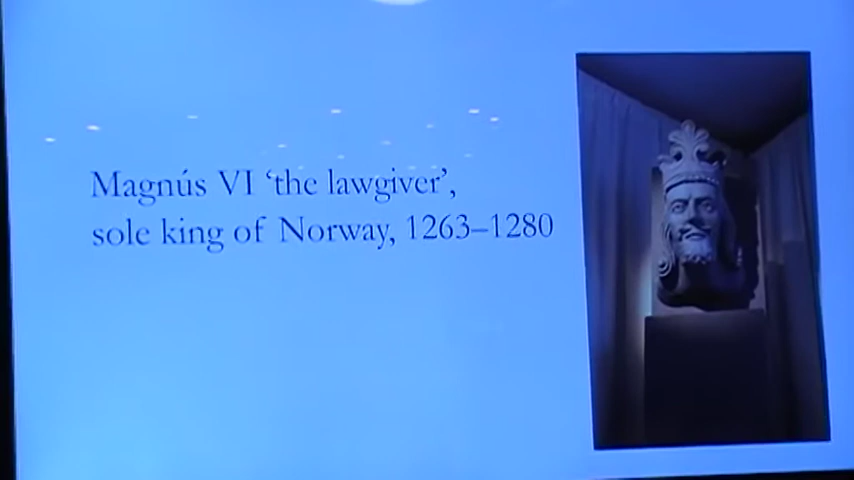 Magnús VI ‘the lawgiver’,
sole king of Norway, 1263–1280